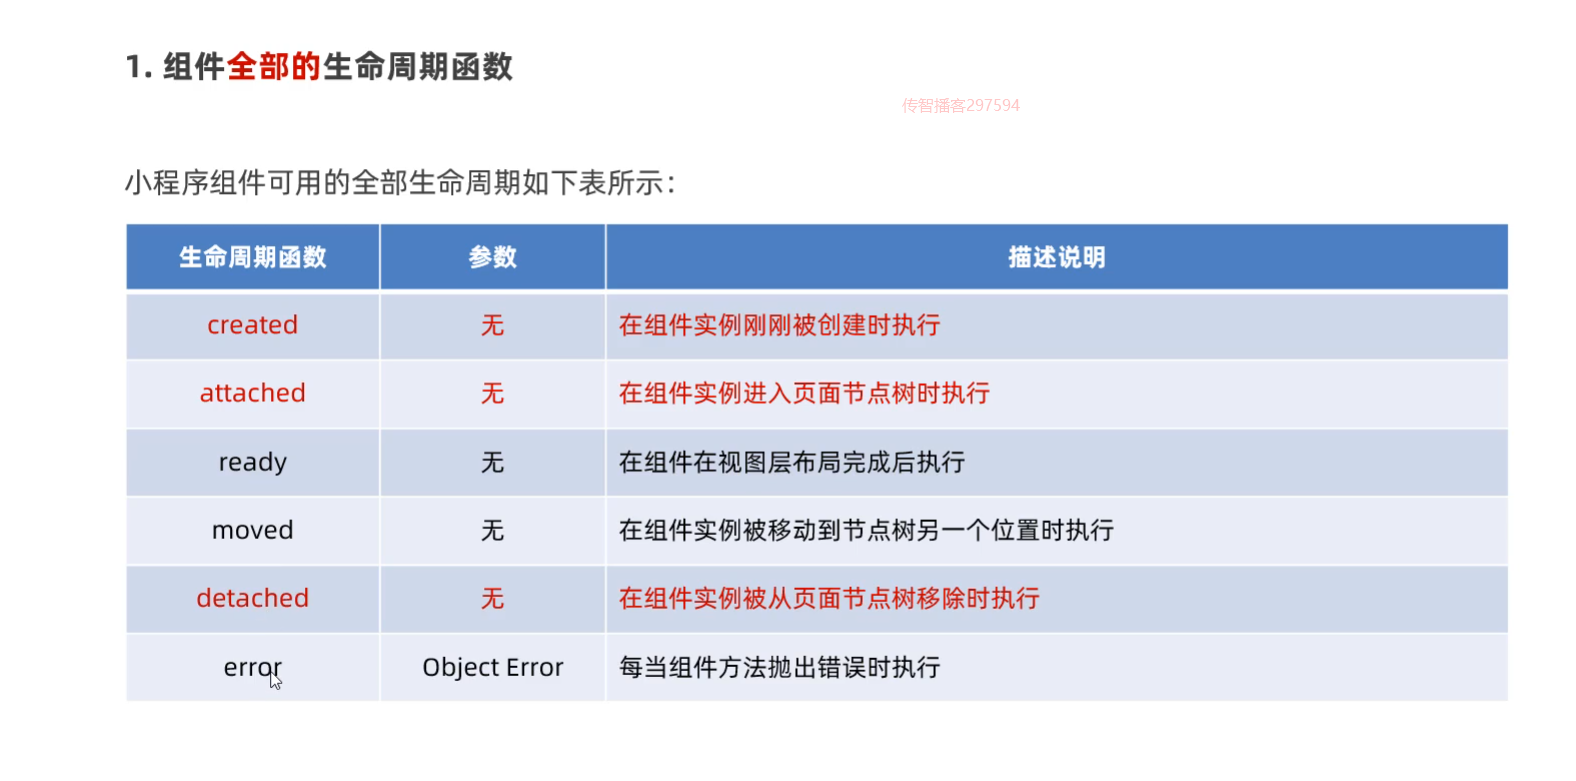 1. 组件全部的生命周期函数
传智播客297594
小程序组件可用的全部生命周期如下表所示：
生命周期函数 参数 描述说明
created 无 在组件实例刚刚被创建时执行
attached 无 在组件实例进入页面节点树时执行
ready 无 在组件在视图层布局完成后执行
moved 无 在组件实例被移动到节点树另一个位置时执行
detached 无 在组件实例被从页面节点树移除时执行
error Object Error 每当组件方法抛出错误时执行